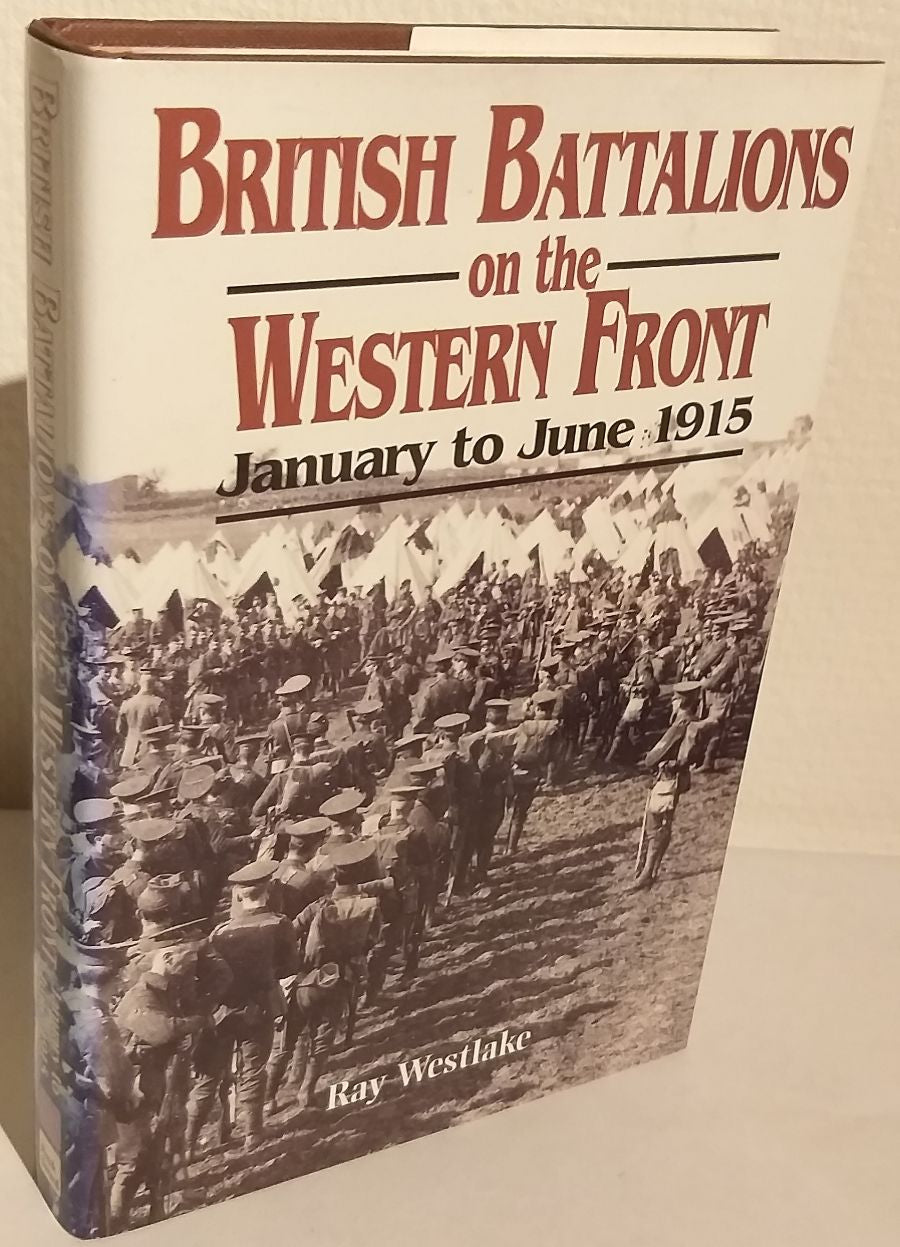 BRITISH BATTALIONS
on the
WESTERN FRONT
January to June 1915
Ray Westlake
BRITISH BATTALIONS ON THE WESTERN FRONT